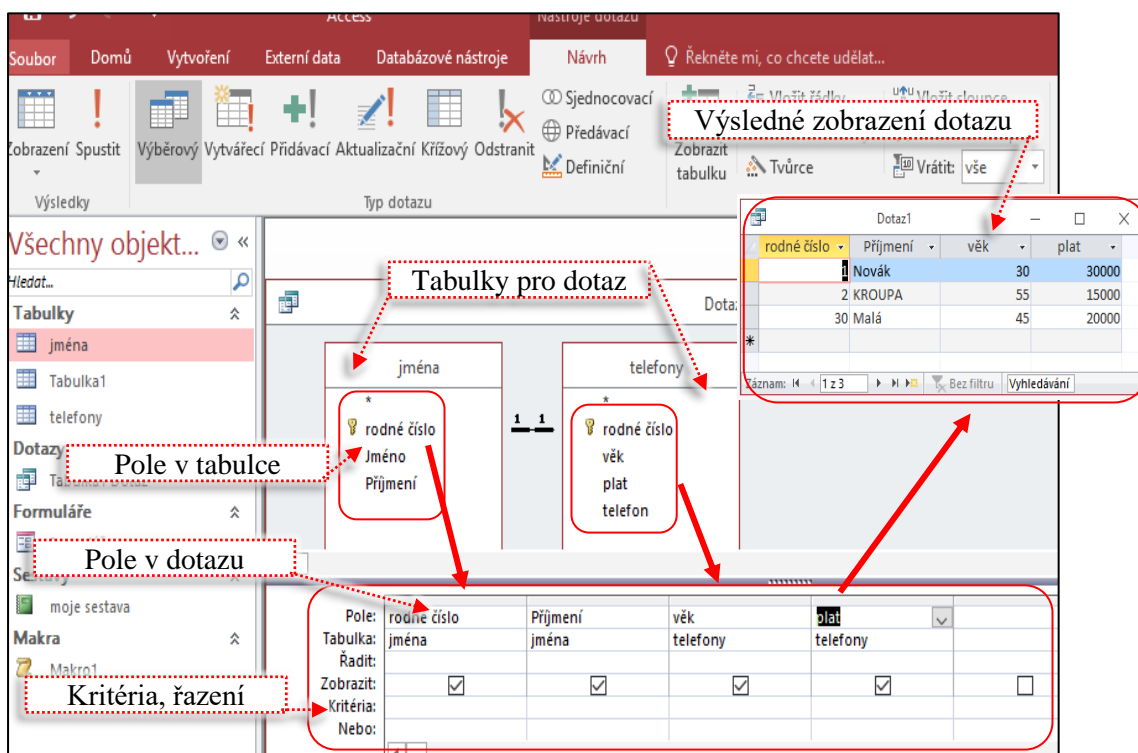 Access
Nástroje dotazu
Soubor Domů Vytvoření Externí data Databázové nástroje Návrh Řekněte mi, co chcete udělat...
Sjednocovací
Předávací
Definiční
Zobrazení Spustit Výběrový Vytvářecí Přidávací Aktualizační Křížový Odstranit
Zobrazit
tabulku
Vložit řádky
Vložit sloupce
Tvůrce
Vrátit: vše
Výsledky
Typ dotazu
Výsledné zobrazení dotazu
Dotaz1
rodné číslo Příjmení věk plat
1 Novák 30 30000
2 KROUPA 55 15000
30 Malá 45 20000
Záznam: 1 z 3 Bez filtru Vyhledávání
Všechny objekt... «
Hledat...
Tabulky
jména
Tabulka1
telefony
Dotazy
Formuláře
moje sestava
Makra
Makro1
Tabulky pro dotaz
jména
*
rodné číslo
Jméno
Příjmení
1 1
telefony
*
rodné číslo
věk
plat
telefon
Pole v tabulce
Pole v dotazu
Kritéria, řazení
Pole: rodné číslo Příjmení věk plat
Tabulka: jména jména telefony telefony
Řadit:
Zobrazit:
Kritéria:
Nebo: